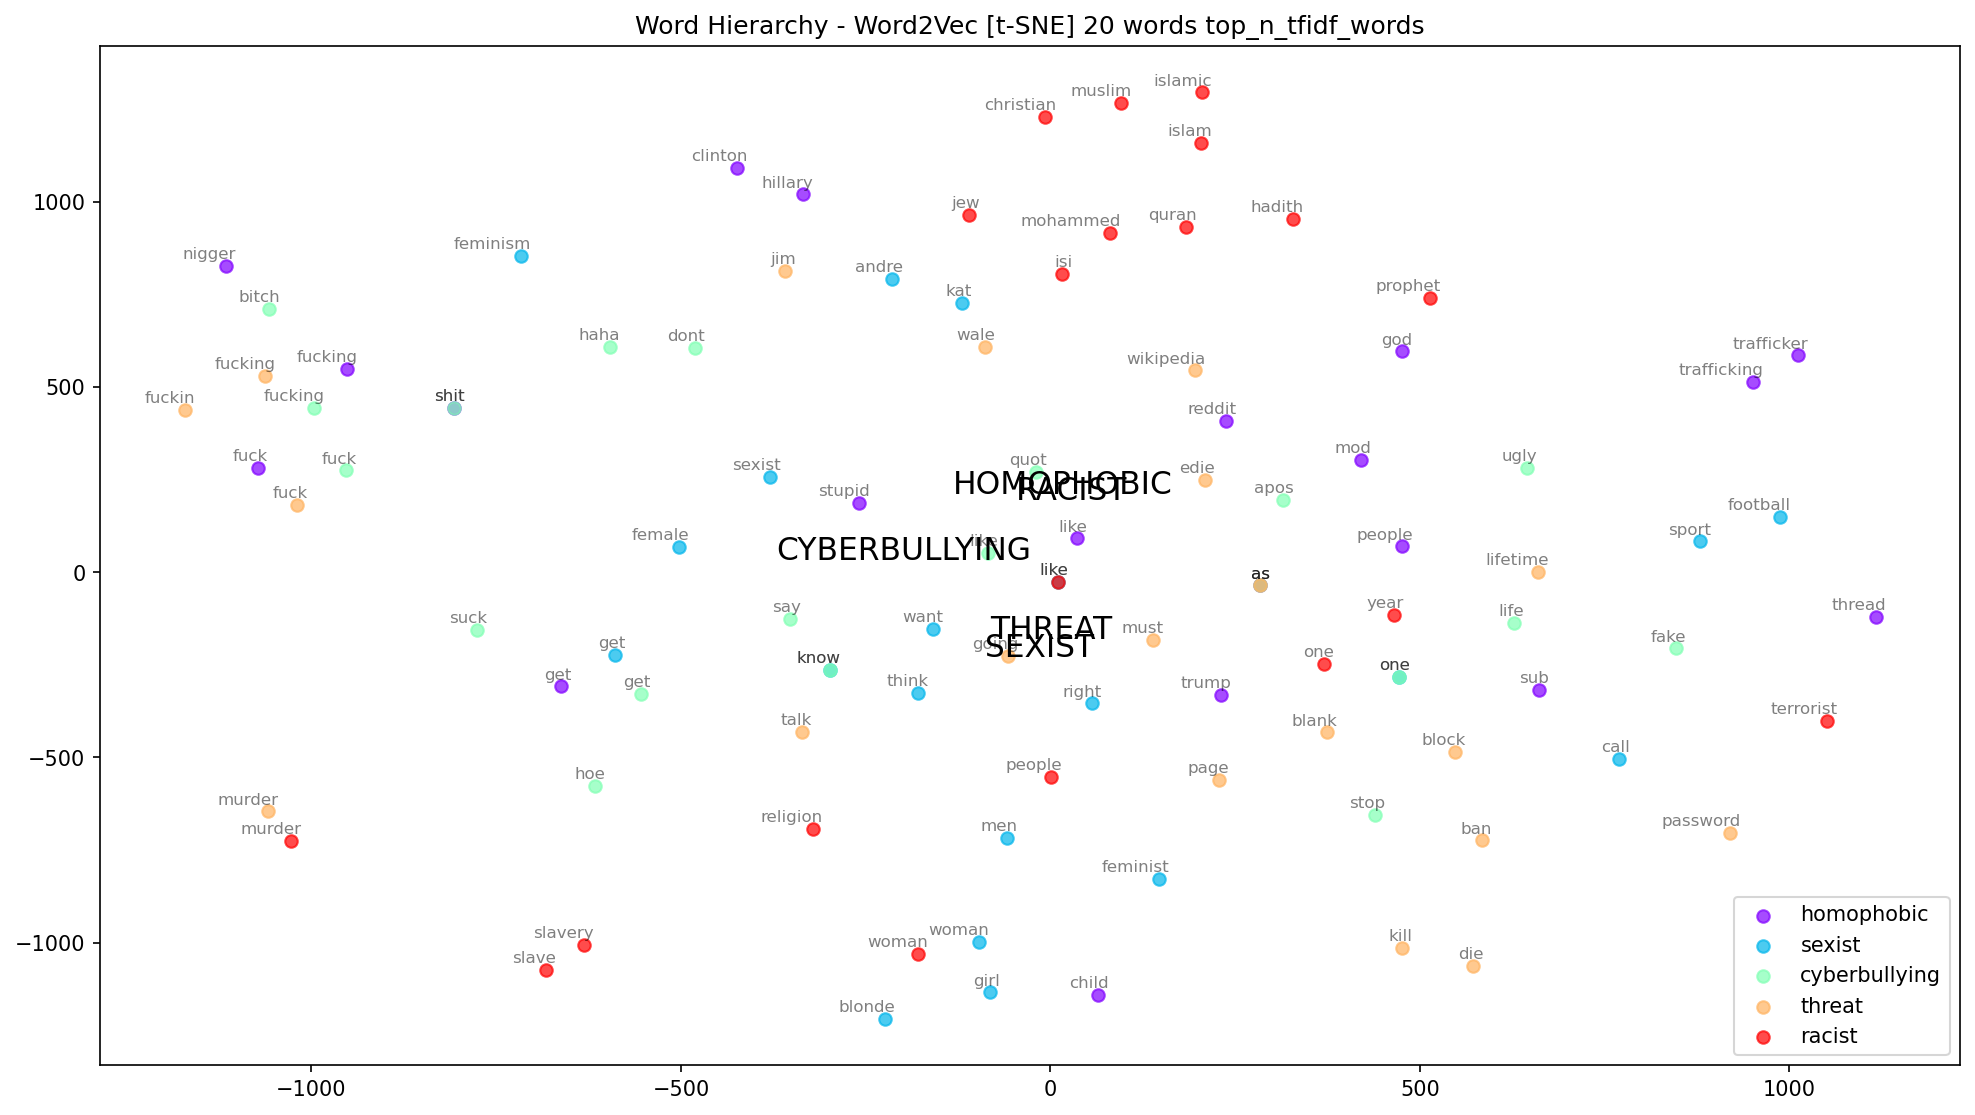 Word Hierarchy - Word2Vec [t-SNE] 20 words top_n_tfidf_words
islamic
muslim
christian
islam
clinton
hillary
1000
jew
hadith
quran
mohammed
feminism
nigger
jim
andre
isi
bitch
kat
prophet
haha
dont
wale
god
trafficker
fucking
fucking
wikipedia
trafficking
500
fuckin
fucking
shit
reddit
fuck
fuck
mod
ugly
sexist
quot
edie
HOMOPHOBIC
RACIST
fuck
stupid
apos
football
like
female
people
sport
CYBERBULLYING
like
0
like
as
lifetime
suck
say
want
year
life
thread
THREAT
must
get
going
fake
SEXIST
know
one
one
get
get
think
right
trump
sub
talk
blank
terrorist
-500
block
call
hoe
people
page
murder
murder
religion
men
stop
ban
password
feminist
homophobic
slavery
woman
woman
kill
sexist
-1000
slave
die
cyberbullying
girl
child
blonde
threat
racist
-1000
-500
0
500
1000